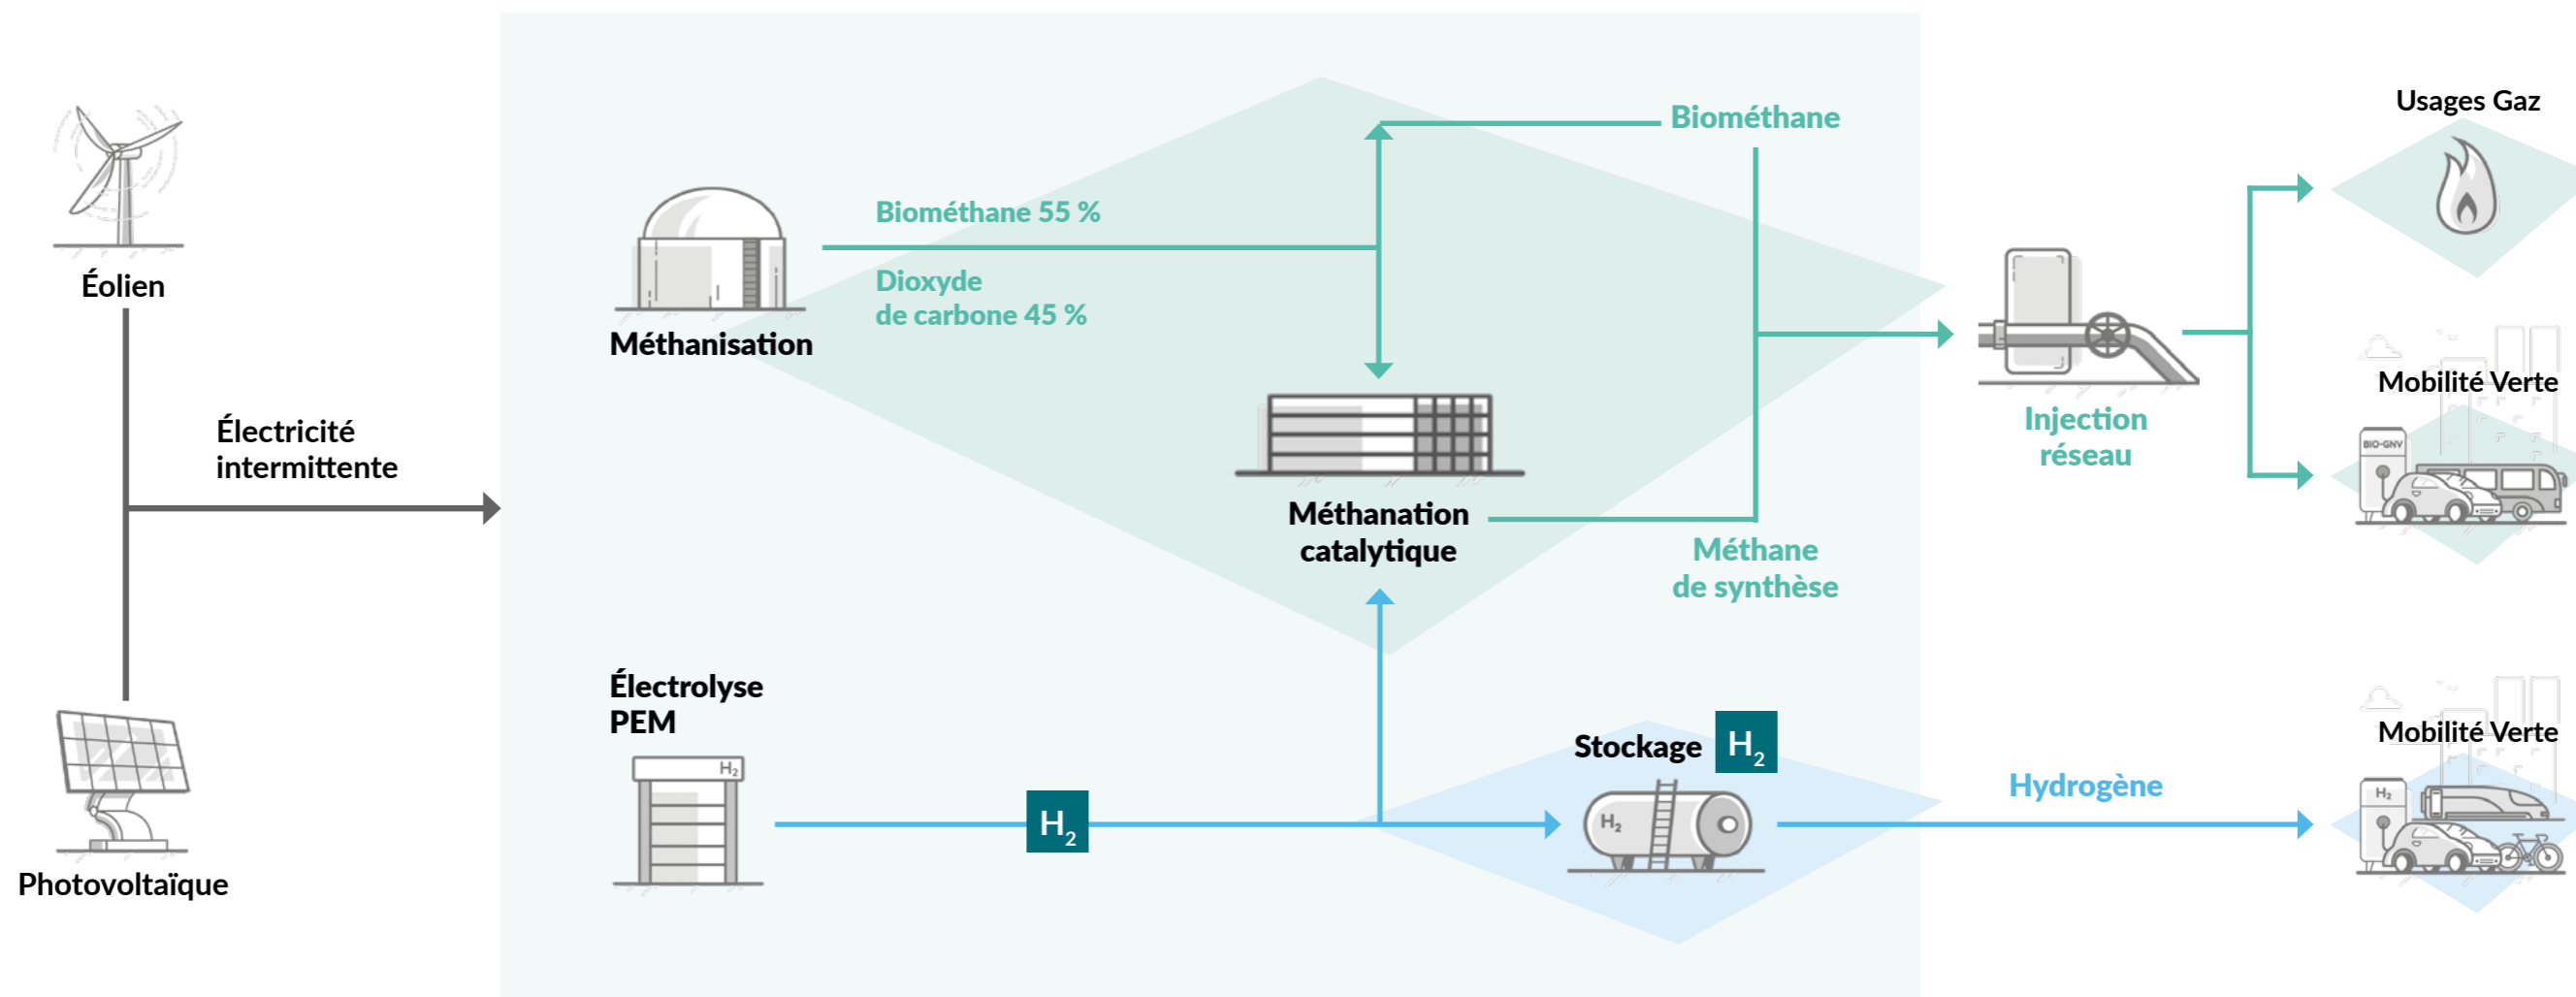 Éolien
Photovoltaïque
Électricité
intermittente
Méthanisation
Biométhane 55 %
Dioxyde
de carbone 45 %
Biométhane
Méthanation
catalytique
Méthane
de synthèse
Électrolyse
PEM
H₂
H₂
Stockage H₂
H₂
Injection
réseau
Hydrogène
Usages Gaz
Mobilité Verte
BIO-GNV
Mobilité Verte
H₂